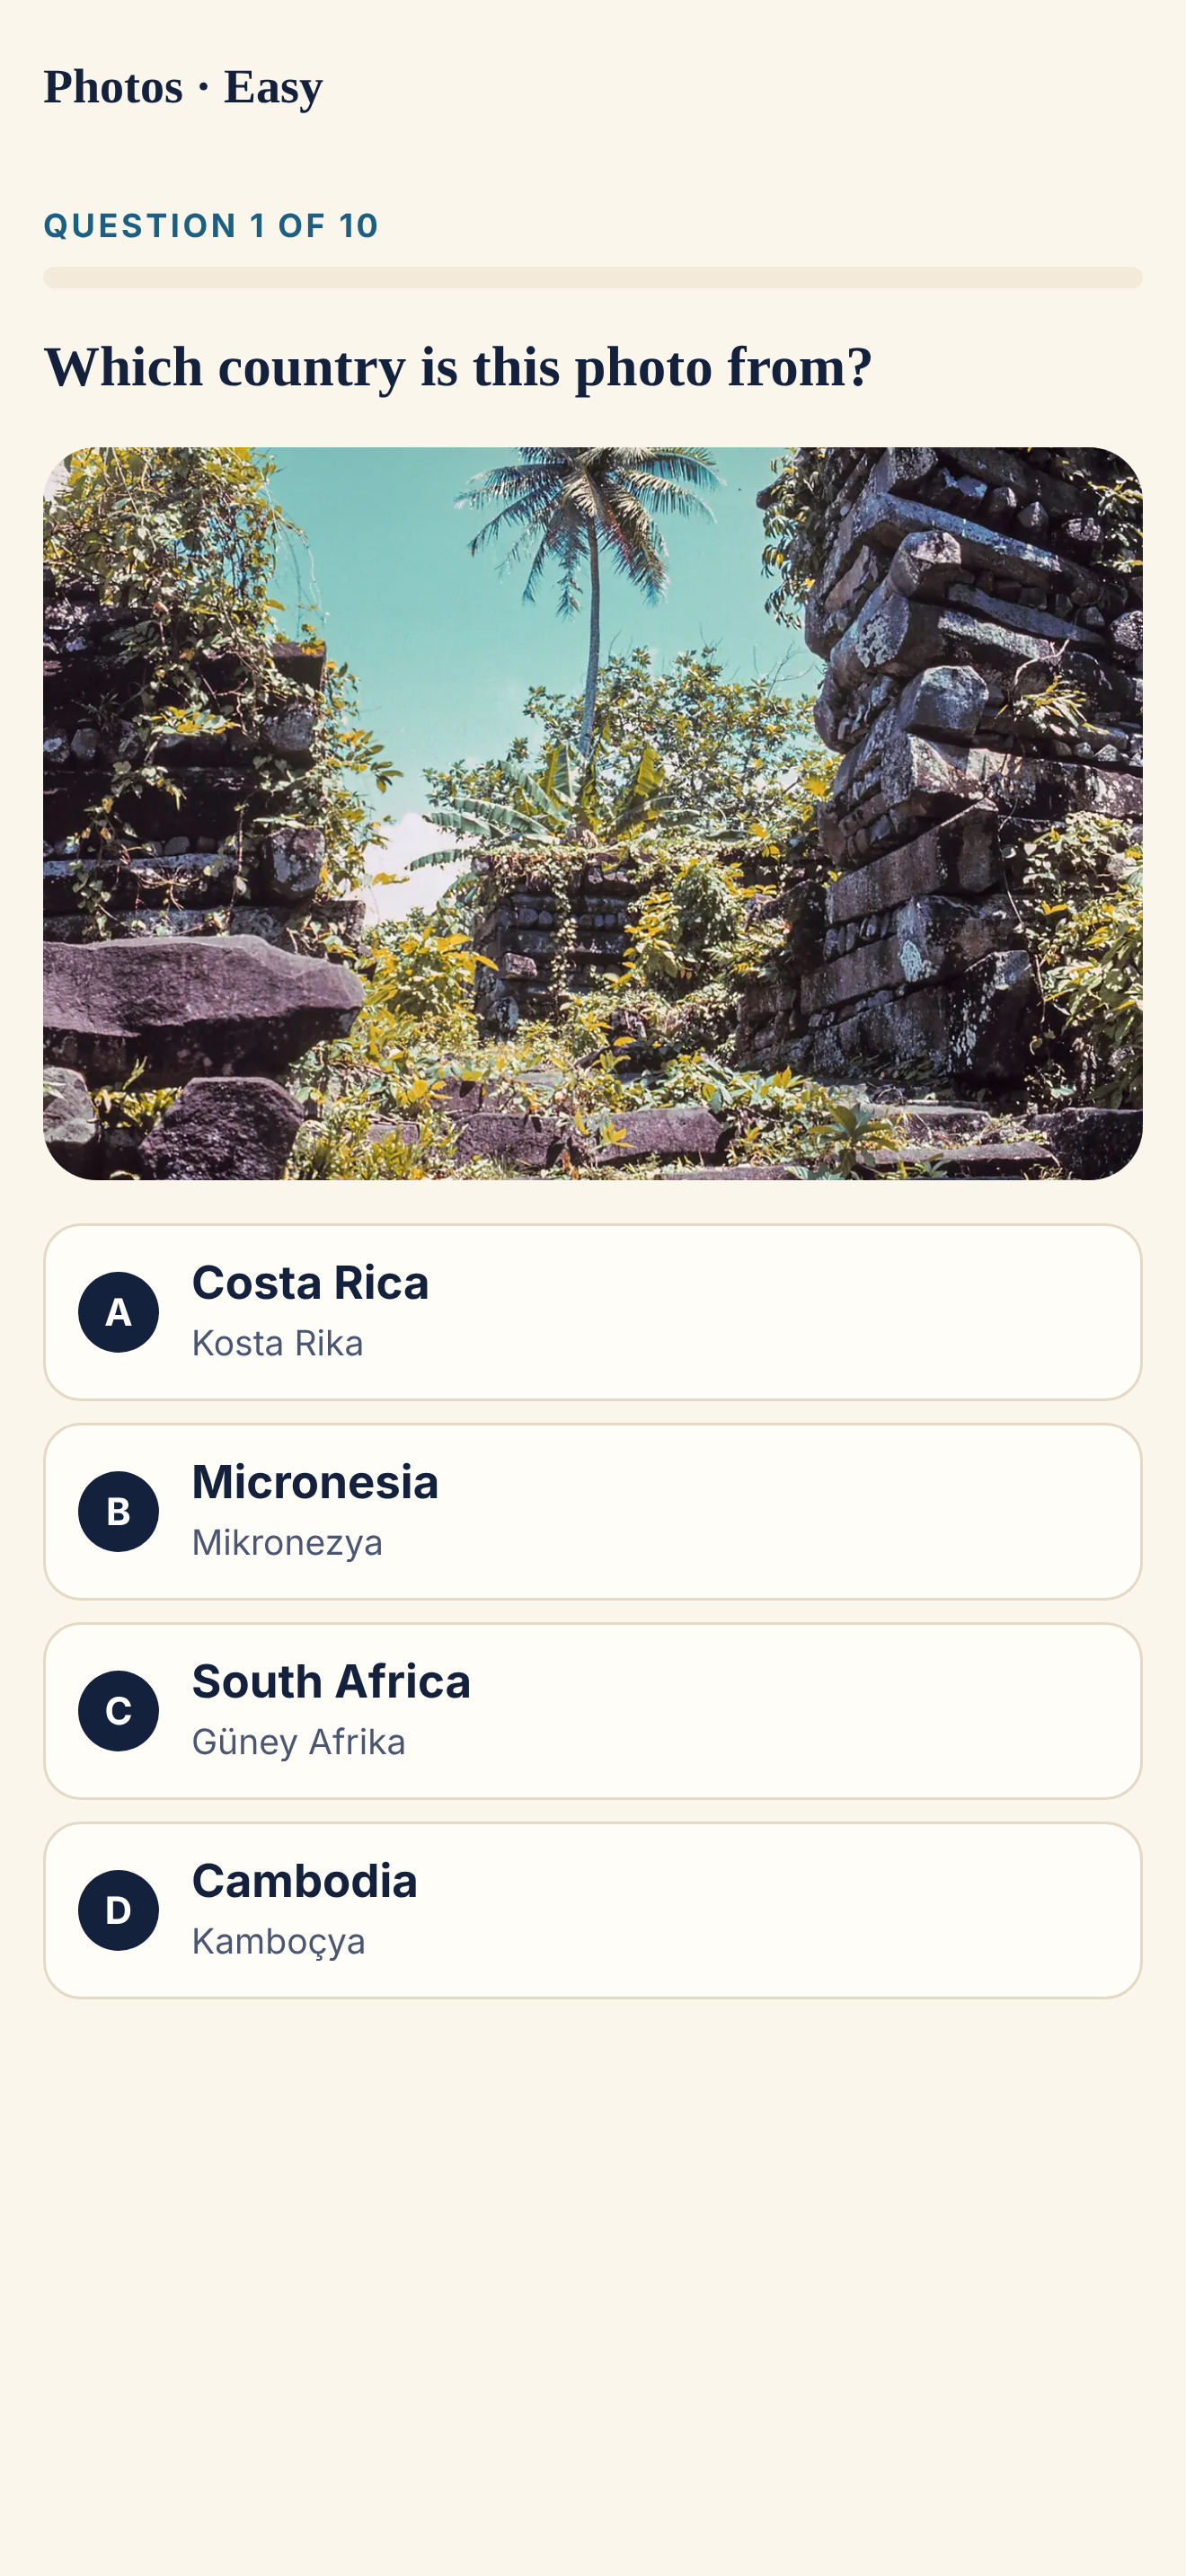 Photos · Easy
QUESTION 1 OF 10
Which country is this photo from?
A
Costa Rica
Kosta Rika
B
Micronesia
Mikronezya
C
South Africa
Güney Afrika
D
Cambodia
Kamboçya